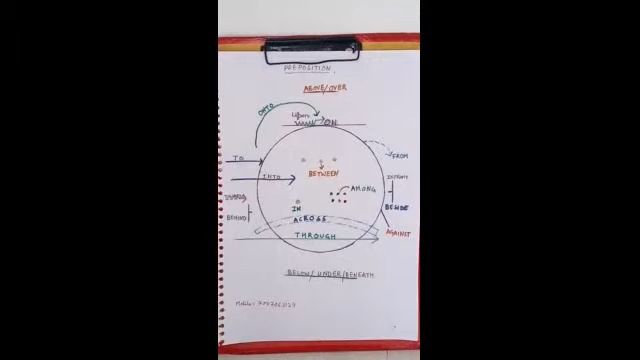 PREPOSITION
ABOVE/OVER
ONTO
Upon
ON
TO
FROM
BETWEEN
INTO
AMONG
IN
BEHIND
BESIDE
ACROSS
THROUGH
AGAINST
BELOW/UNDER/BENEATH